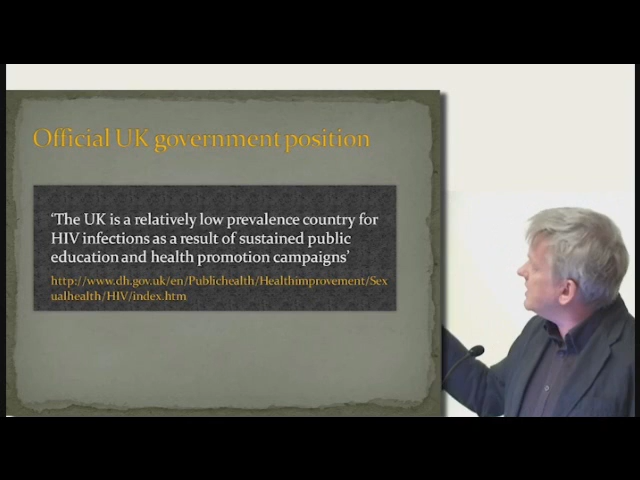 Official UK government position
‘The UK is a relatively low prevalence country for
HIV infections as a result of sustained public
education and health promotion campaigns’
http://www.dh.gov.uk/en/Publichealth/Healthimprovement/Sex
ualhealth/HIV/index.htm